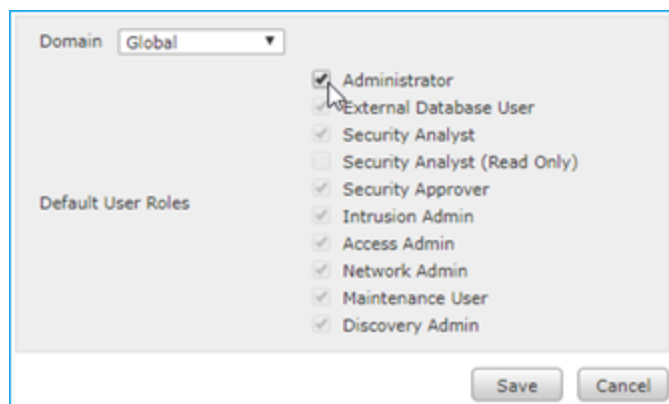 Domain Global
Administrator
External Database User
Security Analyst
Security Analyst (Read Only)
Security Approver
Default User Roles
Intrusion Admin
Access Admin
Network Admin
Maintenance User
Discovery Admin
Save Cancel